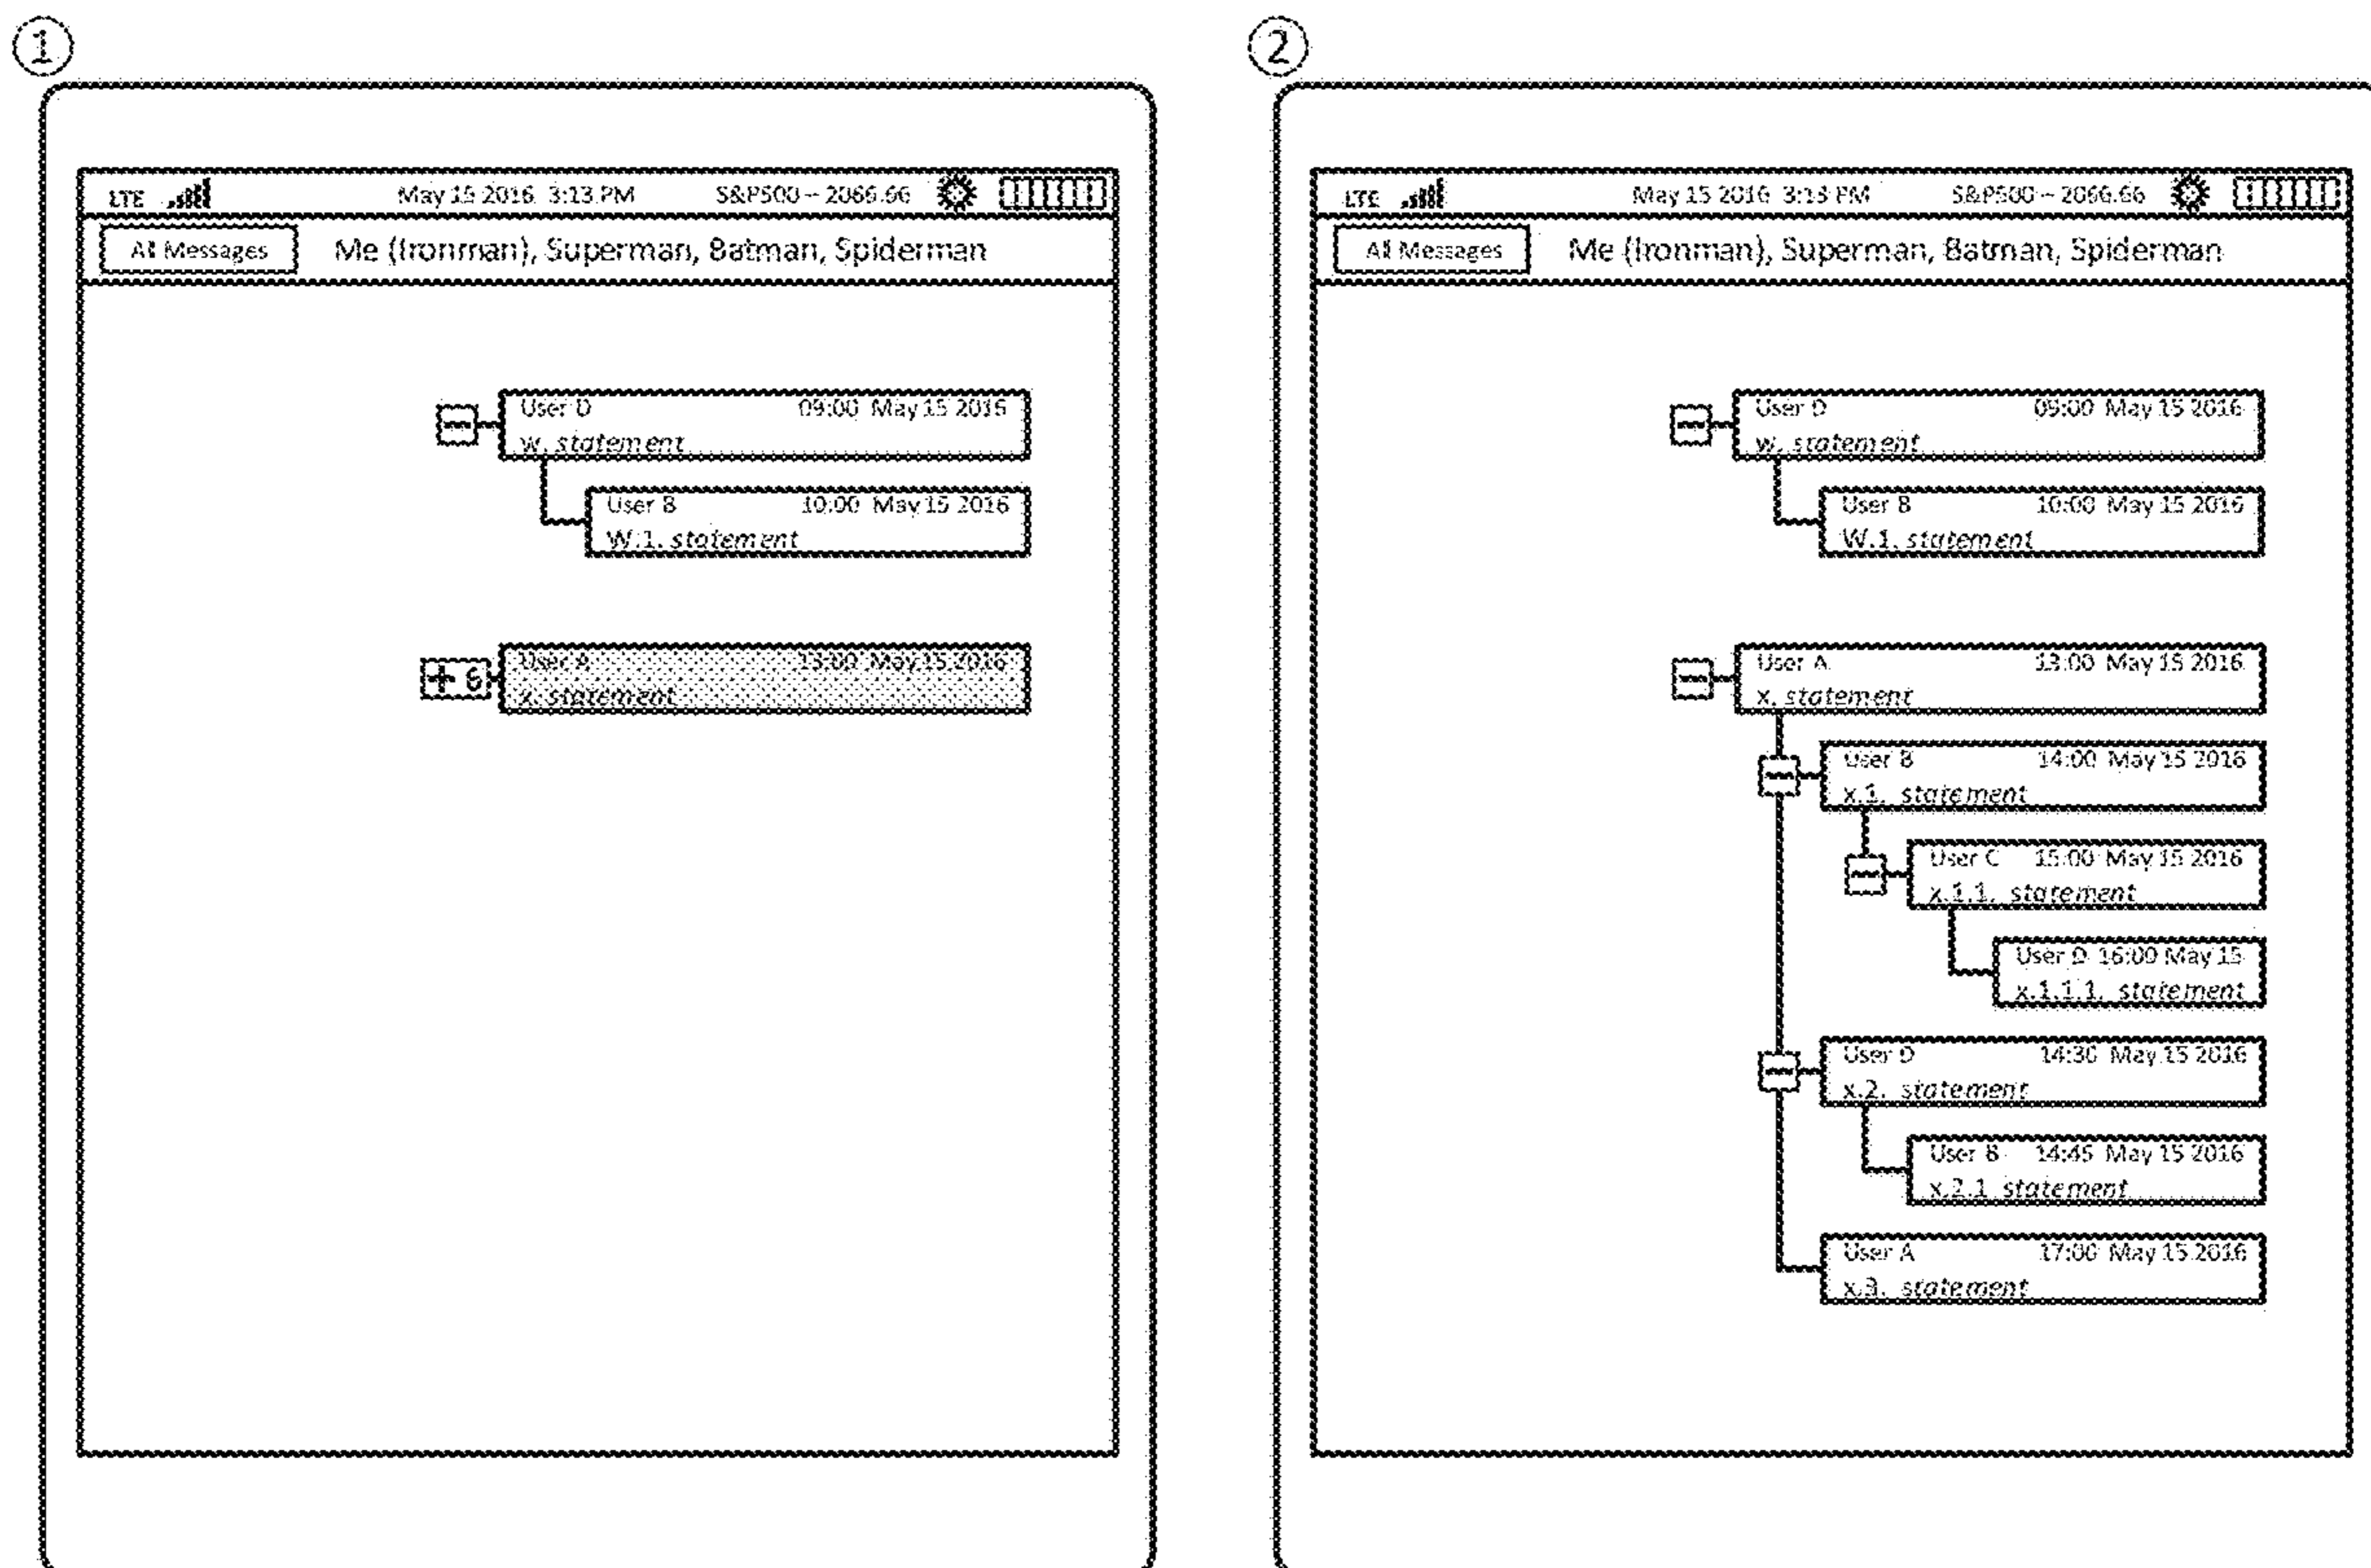 ①
LTE May 15 2016 3:13 PM S&P500 – 2066.66
All Messages Me (Ironman), Superman, Batman, Spiderman
User D 09:00 May 15 2016
w. statement
User B 10:00 May 15 2016
W.1. statement
+ 6 User A 13:00 May 15 2016
x. statement
②
LTE May 15 2016 3:13 PM S&P500 – 2066.66
All Messages Me (Ironman), Superman, Batman, Spiderman
User D 09:00 May 15 2016
w. statement
User B 10:00 May 15 2016
W.1. statement
User A 13:00 May 15 2016
x. statement
User B 14:00 May 15 2016
x.1. statement
User C 15:00 May 15 2016
x.1.1. statement
User D 16:00 May 15
x.1.1.1. statement
User D 14:30 May 15 2016
x.2. statement
User B 14:45 May 15 2016
x.2.1 statement
User A 17:00 May 15 2016
x.3. statement